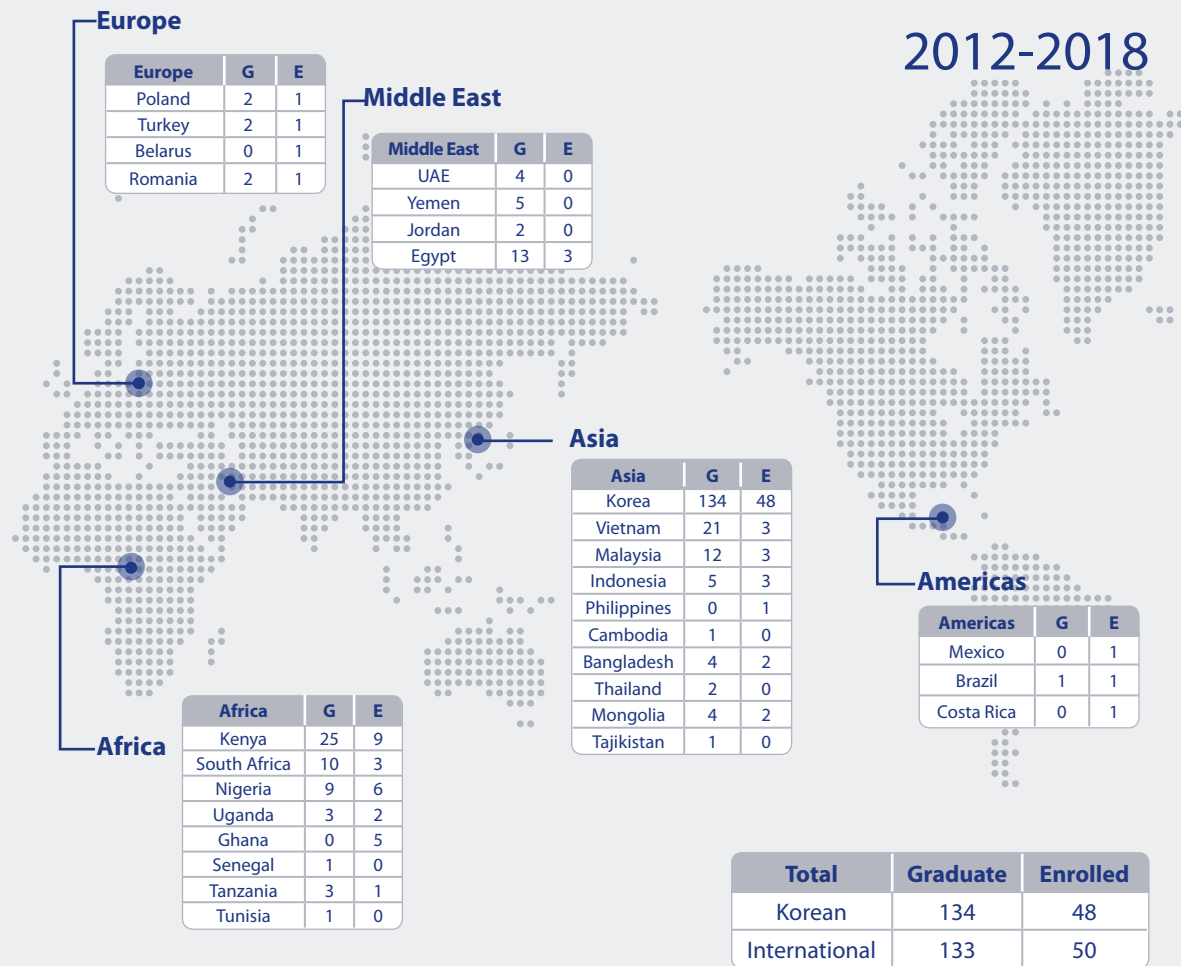 Europe
2012-2018
Europe G E
Poland 2 1
Turkey 2 1
Belarus 0 1
Romania 2 1
Middle East
Middle East G E
UAE 4 0
Yemen 5 0
Jordan 2 0
Egypt 13 3
Asia
Asia G E
Korea 134 48
Vietnam 21 3
Malaysia 12 3
Indonesia 5 3
Philippines 0 1
Cambodia 1 0
Bangladesh 4 2
Thailand 2 0
Mongolia 4 2
Tajikistan 1 0
Americas
Americas G E
Mexico 0 1
Brazil 1 1
Costa Rica 0 1
Africa
Africa G E
Kenya 25 9
South Africa 10 3
Nigeria 9 6
Uganda 3 2
Ghana 0 5
Senegal 1 0
Tanzania 3 1
Tunisia 1 0
Total Graduate Enrolled
Korean 134 48
International 133 50